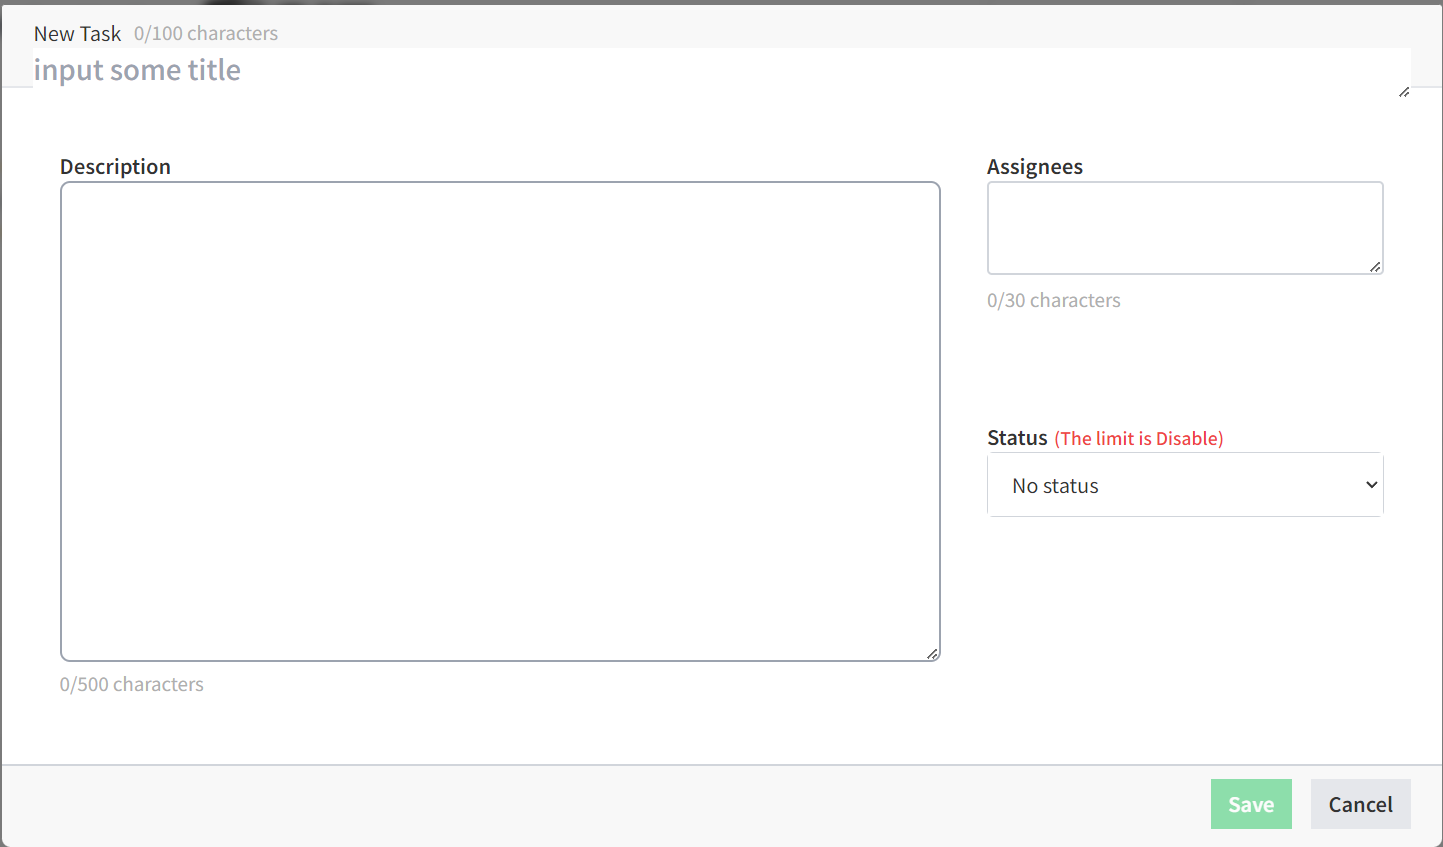 New Task 0/100 characters
input some title
Description
0/500 characters
Assignees
0/30 characters
Status (The limit is Disable)
No status
Save Cancel